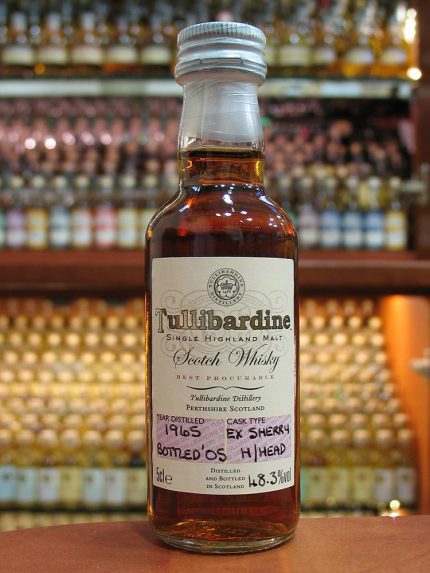 TULLIBARDINE
DISTILLERY
Tullibardine
SINGLE HIGHLAND MALT
Scotch Whisky
BEST PROCURABLE
Tullibardine Distillery
PERTHSHIRE SCOTLAND
YEAR DISTILLED CASK TYPE
1965 EX SHERRY
BOTTLED '05 H/HEAD
5cl e DISTILLED AND BOTTLED IN SCOTLAND 48.3%vol